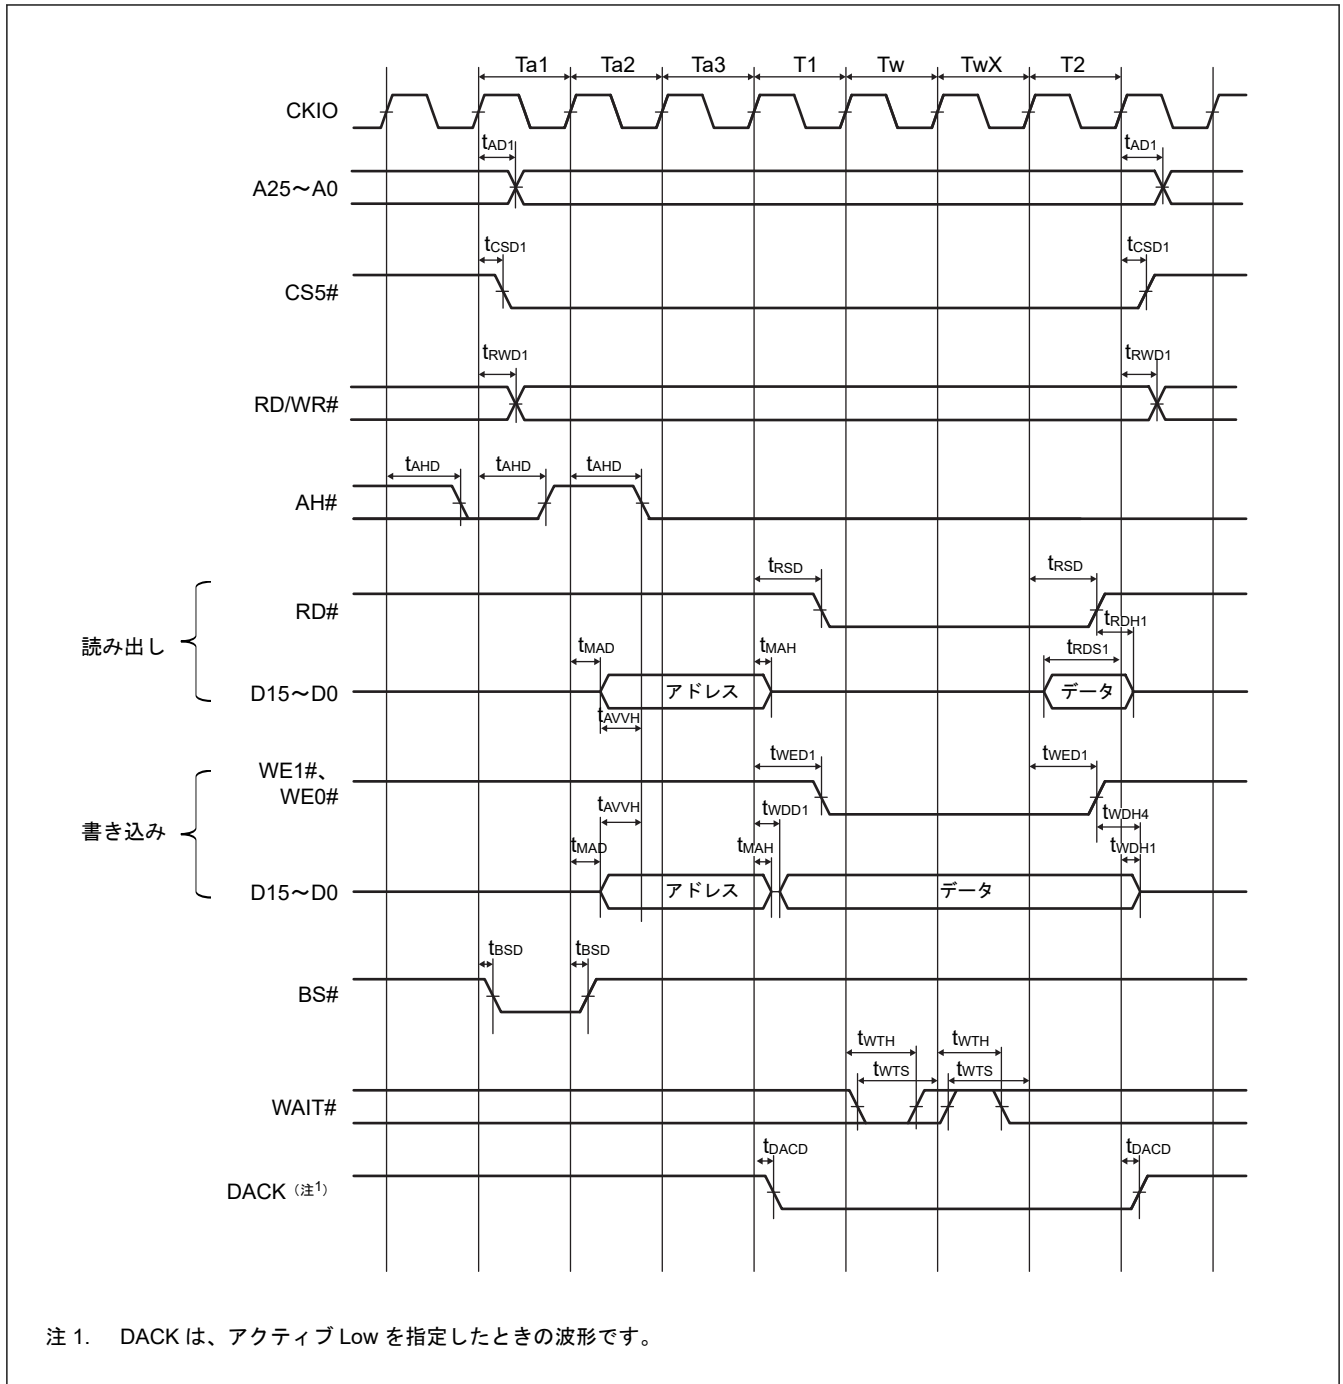 Ta1 Ta2 Ta3 T1 Tw TwX T2
CKIO
tAD1 tAD1
A25～A0
tCSD1 tCSD1
CS5#
tRWD1 tRWD1
RD/WR#
tAHD tAHD tAHD
AH#
tRSD tRSD
RD#
tRDH1
読み出し
tMAD tMAH tRDS1
D15～D0 アドレス データ
tAVVH
tWED1 tWED1
WE1#、
WE0#
tAVVH tWDD1 tWDH4
書き込み
tMAD tMAH tWDH1
D15～D0 アドレス データ
tBSD tBSD
BS#
tWTH tWTH
tWTS tWTS
WAIT#
tDACD tDACD
DACK（注1）
注 1. DACK は、アクティブ Low を指定したときの波形です。